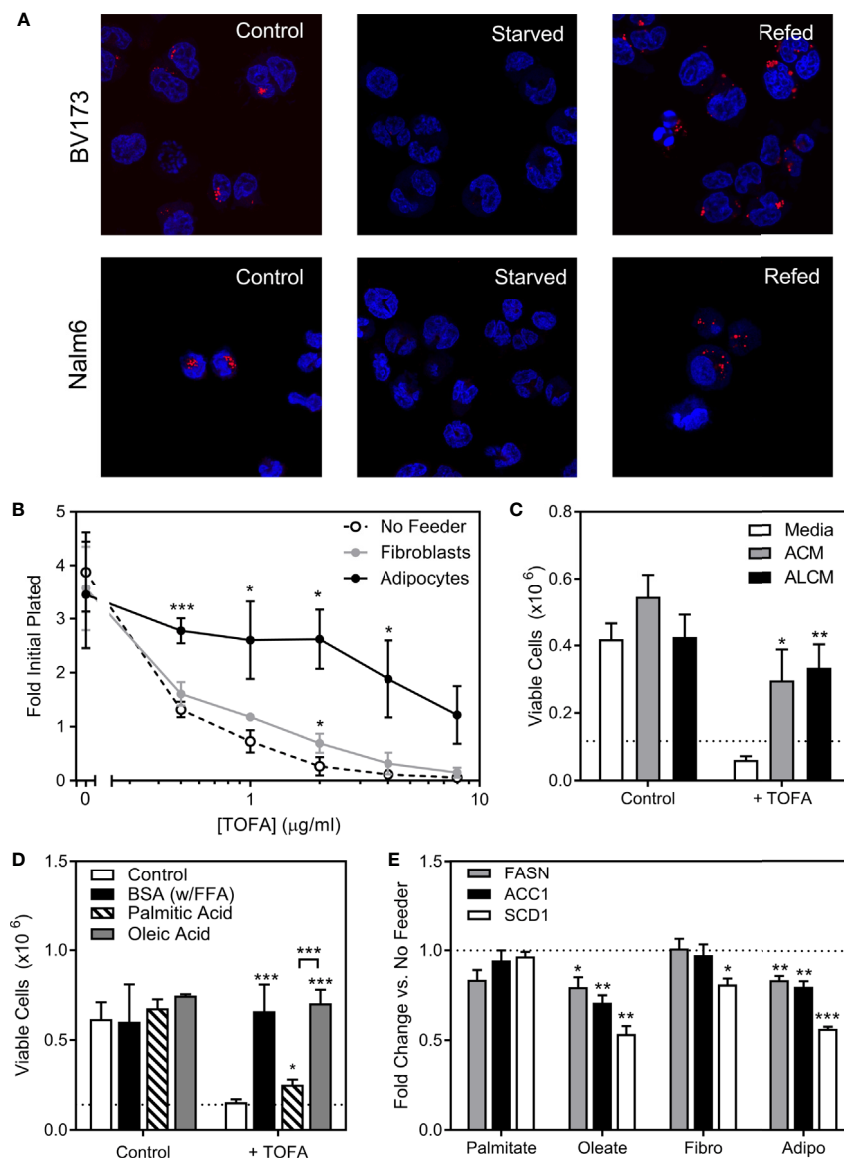 A
Control
Starved
Refed
BV173
Control
Starved
Refed
Nalm6
B
5
4
3
2
1
0
Fold Initial Plated
No Feeder
Fibroblasts
Adipocytes
***
*
*
*
*
0
1
10
[TOFA] (μg/ml)
C
0.8
0.6
0.4
0.2
0.0
Viable Cells (x10⁶)
Media
ACM
ALCM
*
**
Control
+ TOFA
D
1.5
1.0
0.5
0.0
Viable Cells (x10⁶)
Control
BSA (w/FFA)
Palmitic Acid
Oleic Acid
***
***
***
*
Control
+ TOFA
E
1.5
1.0
0.5
0.0
Fold Change vs. No Feeder
FASN
ACC1
SCD1
*
**
**
*
**
**
***
Palmitate
Oleate
Fibro
Adipo